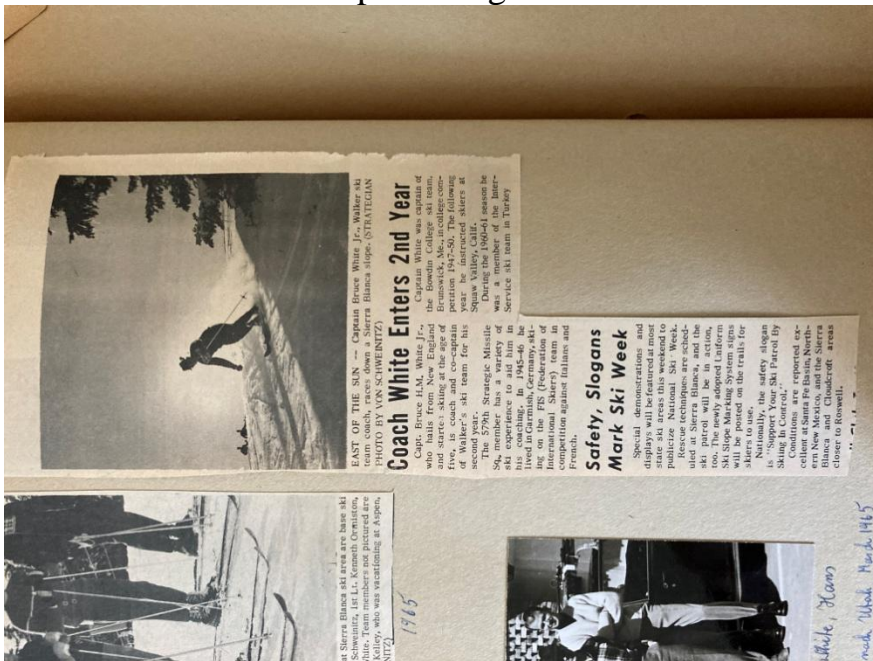 EAST OF THE SUN -- Captain Bruce White Jr., Walker ski
team coach, races down a Sierra Blanca slope. (STRATEGIAN
PHOTO BY VON SCHWEINITZ)
Coach White Enters 2nd Year
Capt. Bruce H.M. White Jr.,
who hails from New England
and starte: skiing at the age of
five, is coach and co-captain
of Walker's ski team for his
second year.
The 579th Strategic Missile
Sq. member has a variety of
ski experience to aid him in
his coaching. In 1945-46 he
lived in Garmish, Germany, ski-
ing on the FIS (Federation of
International Skiers) team in
competition against Italians and
French.
Captain White was captain of
the Bowdin College ski team,
Brunswick, Me., in college com-
petition 1947-50. The following
year he instructed skiers at
Squaw Valley, Calif.
During the 1960-61 season he
was a member of the Inter-
Service ski team in Turkey
Safety, Slogans
Mark Ski Week
Special demonstrations and
displays will be featured at most
state ski areas this weekend to
publicize National Ski Week.
Rescue techniques are sched-
uled at Sierra Blanca, and the
ski patrol will be in action,
too. The newly adopted Uniform
Ski Slope Marking System signs
will be posted on the trails for
skiers to use.
Nationally, the safety slogan
is "Support Your Ski Patrol By
Skiing In Control."
Conditions are reported ex-
cellent at Santa Fe Basin, North-
ern New Mexico, and the Sierra
Blanca and Cloudcroft areas
closer to Roswell.
at Sierra Blanca ski area are base ski
Schweinitz, 1st Lt. Kenneth Ormiston,
White. Team members not pictured are
Kelley, who was vacationing at Aspen,
NITZ)
1965
White, Hans
Utah March 1965